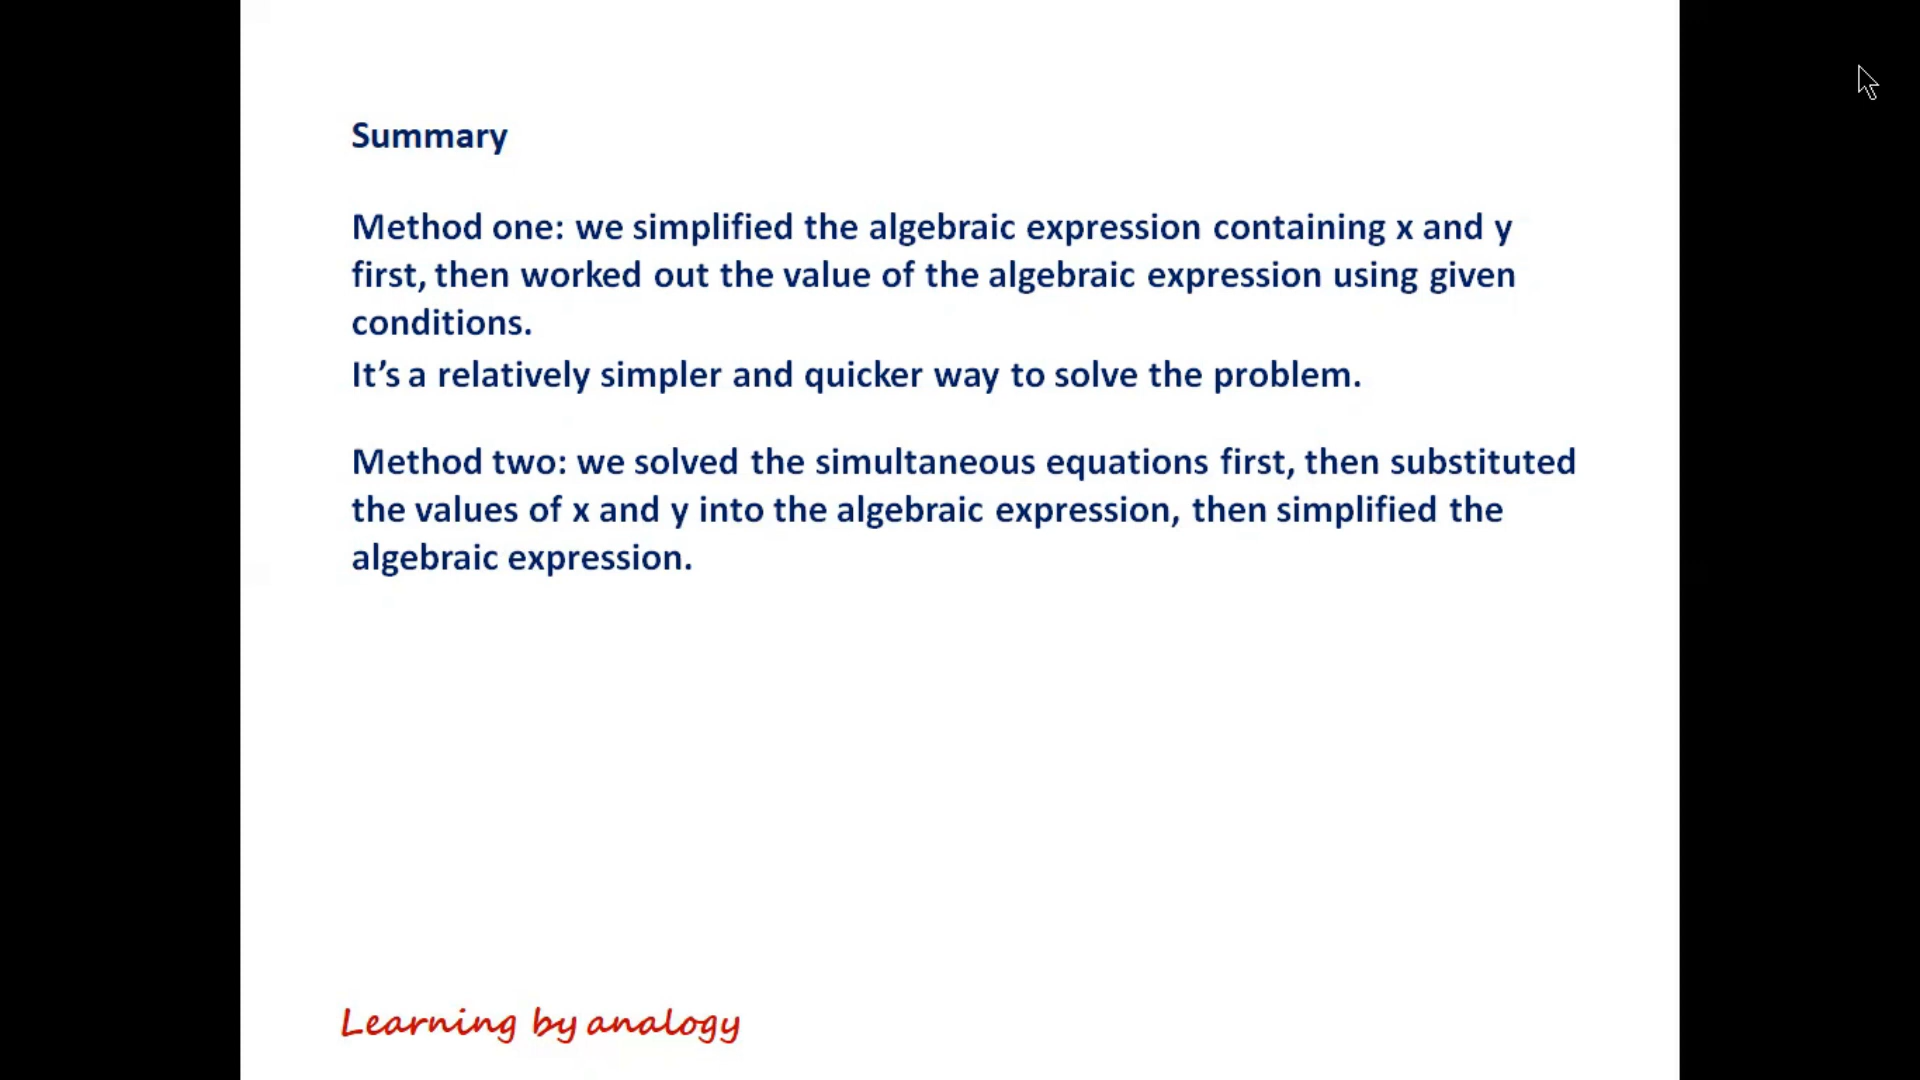 Summary
Method one: we simplified the algebraic expression containing x and y
first, then worked out the value of the algebraic expression using given
conditions.
It’s a relatively simpler and quicker way to solve the problem.
Method two: we solved the simultaneous equations first, then substituted
the values of x and y into the algebraic expression, then simplified the
algebraic expression.
Learning by analogy